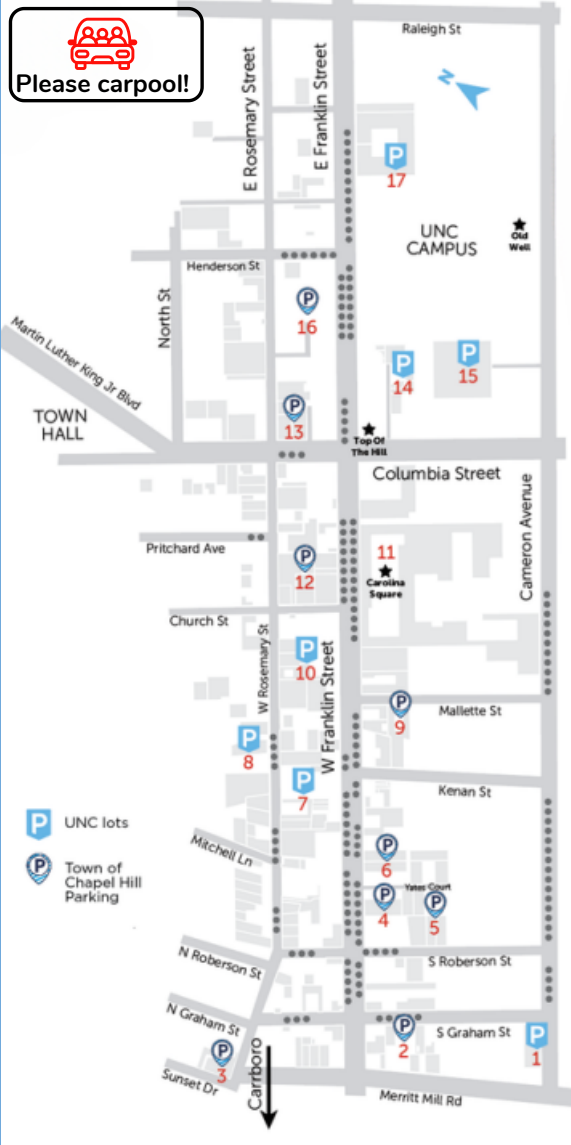 Please carpool!
Raleigh St
E Rosemary Street
E Franklin Street
N
P
17
UNC
CAMPUS
Old
Well
Henderson St
North St
P
16
Martin Luther King Jr Blvd
P
14
P
15
TOWN
HALL
P
13
Top Of
The Hill
Columbia Street
Cameron Avenue
Pritchard Ave
P
12
11
Carolina
Square
Church St
W Rosemary St
P
10
W Franklin Street
P
9
Mallette St
P
8
P
7
Kenan St
P
UNC lots
P
Town of
Chapel Hill
Parking
Mitchell Ln
P
6
P
4
Yates Court
P
5
N Roberson St
S Roberson St
N Graham St
P
2
S Graham St
P
1
P
3
Sunset Dr
Carrboro
Merritt Mill Rd